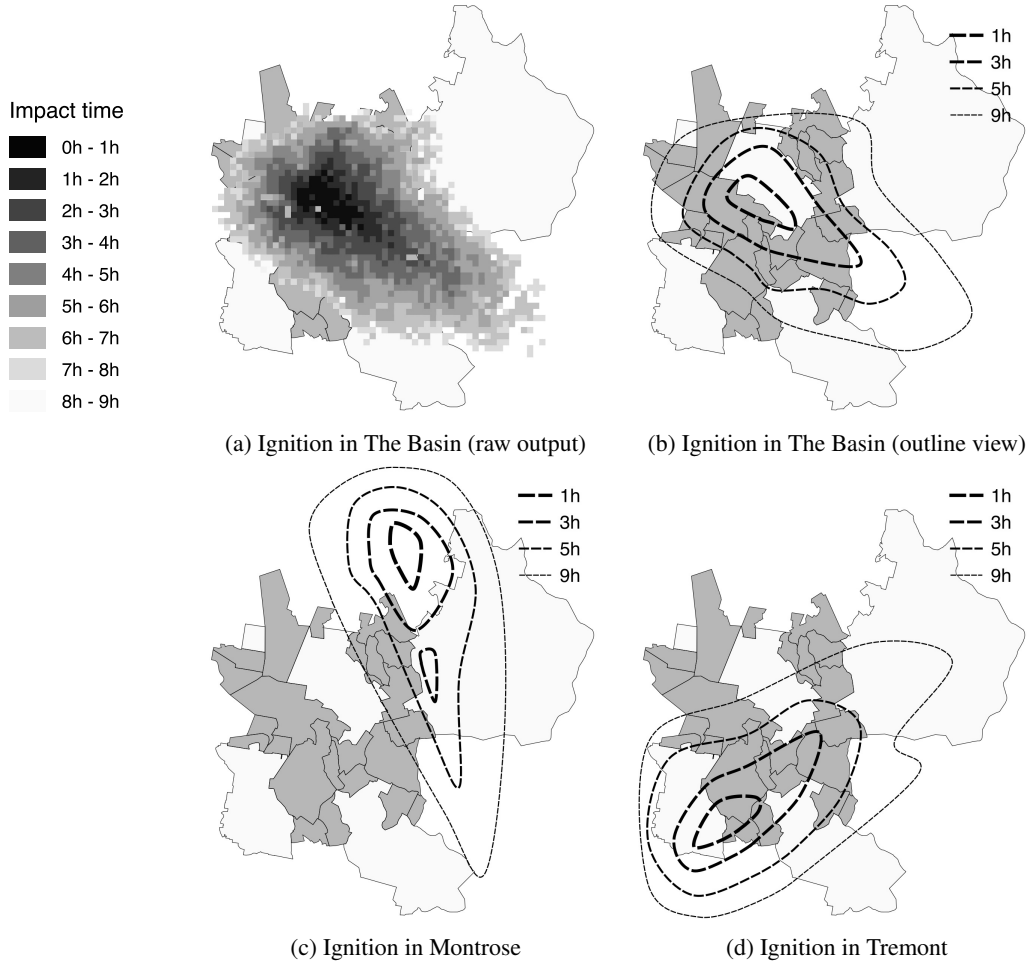 Impact time
0h - 1h
1h - 2h
2h - 3h
3h - 4h
4h - 5h
5h - 6h
6h - 7h
7h - 8h
8h - 9h
1h
3h
5h
9h
(a) Ignition in The Basin (raw output)
(b) Ignition in The Basin (outline view)
1h
3h
5h
9h
1h
3h
5h
9h
(c) Ignition in Montrose
(d) Ignition in Tremont